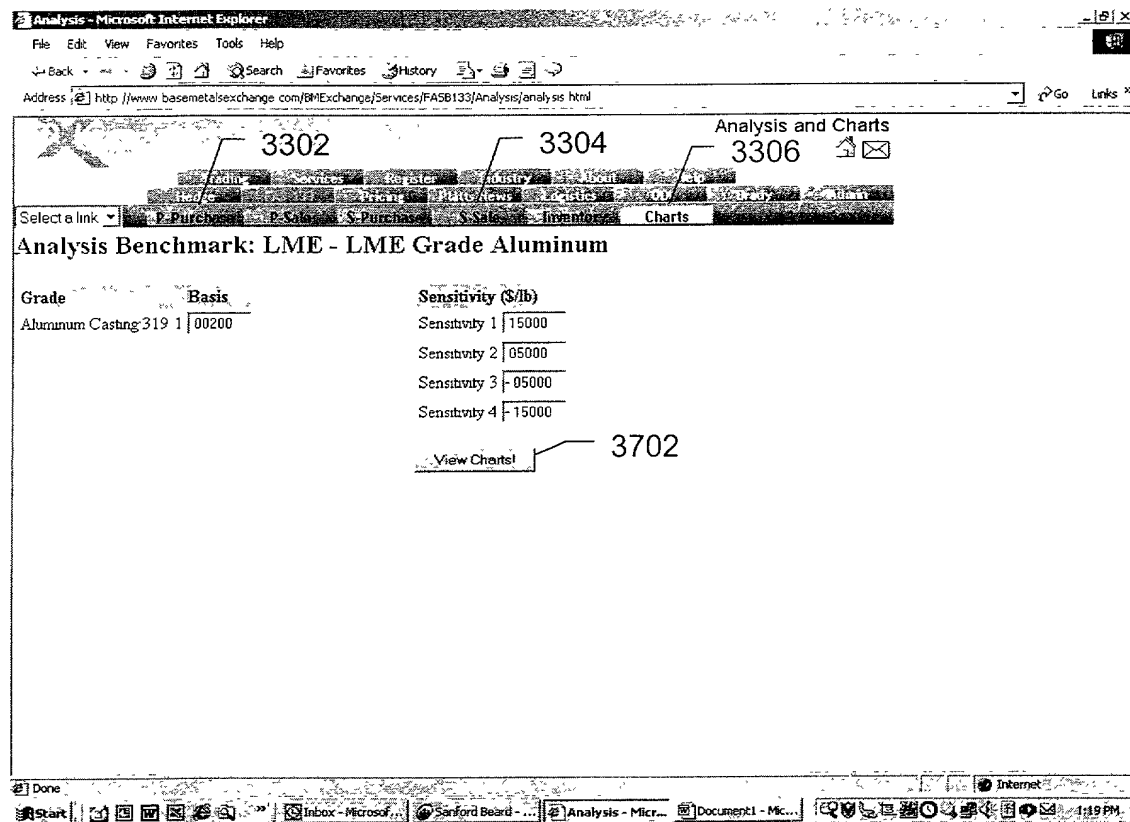 Analysis - Microsoft Internet Explorer
File Edit View Favorites Tools Help
Back Search Favorites History
Address http //www basemetalsexchange com/BMExchange/Services/FASB133/Analysis/analysis html Go Links
Analysis and Charts
3302 3304 3306
Trading Services Register Industry About Help
Pricing Platts News Logistics
Select a link P-Purchases P-Sales S-Purchases S-Sales Inventory Charts
Analysis Benchmark: LME - LME Grade Aluminum
Grade Basis Sensitivity ($/lb)
Aluminum Casting 319 1 00200 Sensitivity 1 15000
Sensitivity 2 05000
Sensitivity 3 - 05000
Sensitivity 4 - 15000
View Charts! 3702
Done Internet
Start Inbox - Microsof... Sanford Beard - ... Analysis - Micr... Document1 - Mic... 1:19 PM